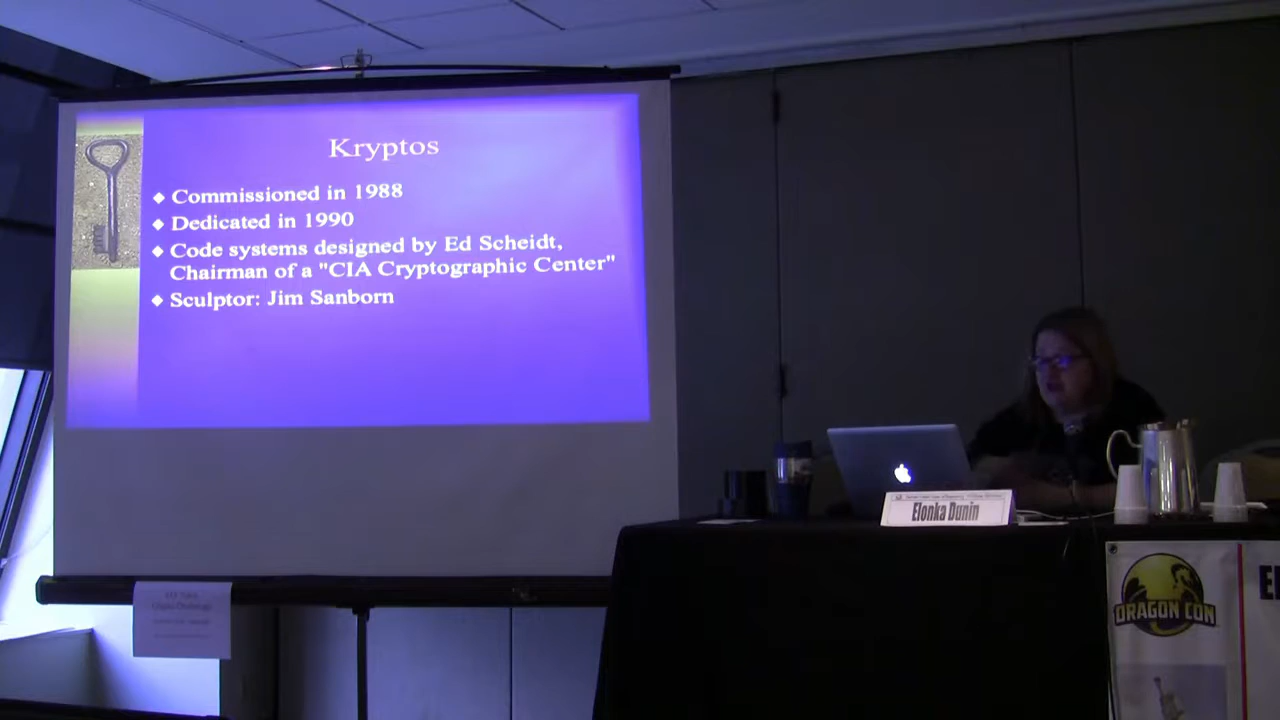 Kryptos
◆ Commissioned in 1988
◆ Dedicated in 1990
◆ Code systems designed by Ed Scheidt,
Chairman of a "CIA Cryptographic Center"
◆ Sculptor: Jim Sanborn
Elonka Dunin
DRAGON CON